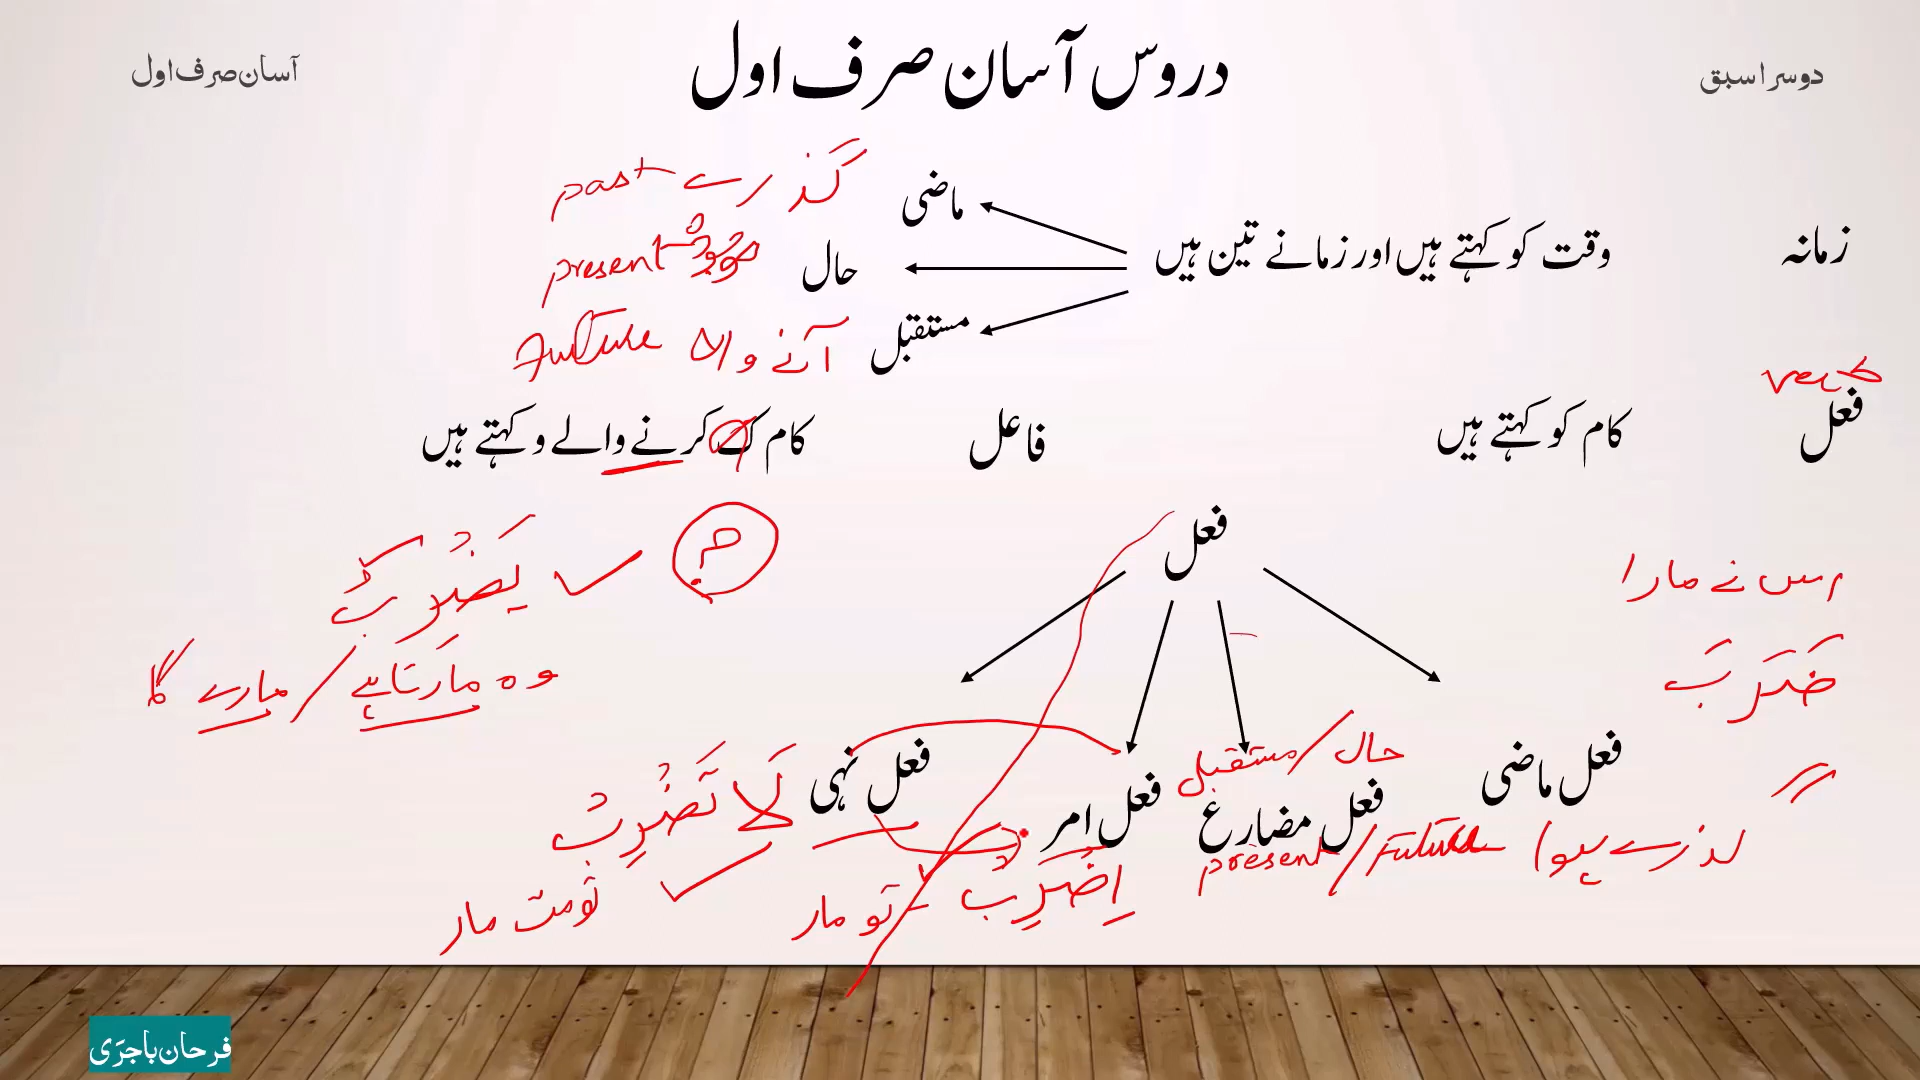 دوسرا سبق
دروس آسان صرف اول
آسان صرف اول
زمانہ
وقت کو کہتے ہیں اور زمانے تین ہیں
ماضی گذرے past
حال present
مستقبل آنے والا Future
verb
فعل کام کو کہتے ہیں
فاعل کام کے کرنے والے و کہتے ہیں
فعل
اس نے مارا
ضَرَبَ
يَضْرِبُ
وہ مارتا ہے / مارے گا
حال / مستقبل
فعل ماضی
فعل مضارع
فعل امر
فعل نہی
لَا تَضْرِبْ
گذرے ہوا
present / Future
اِضْرِبْ - تو مار
تو مت مار
فرحان باجرّی